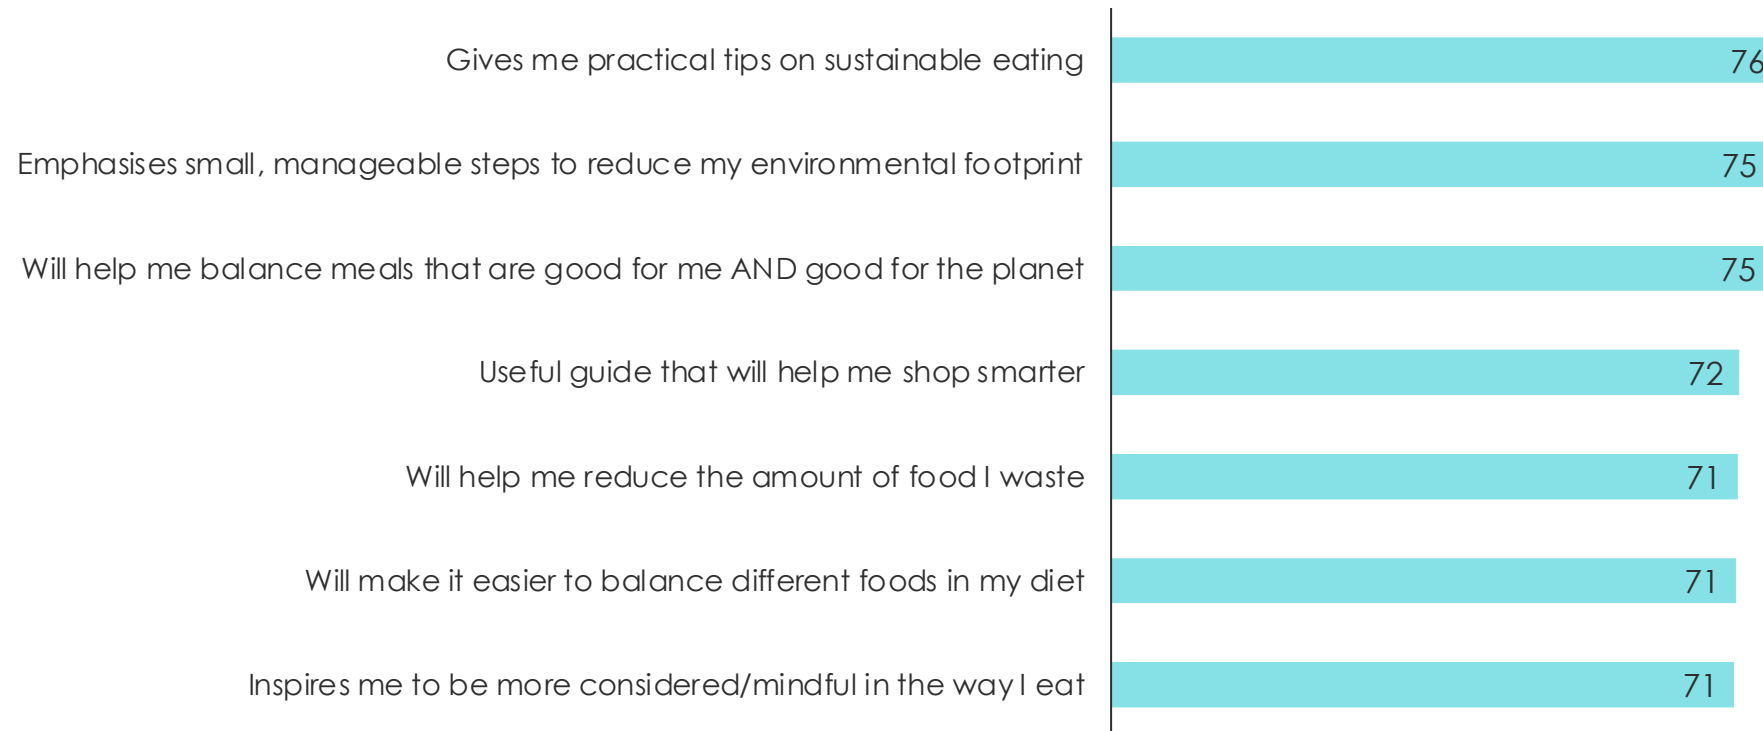 Gives me practical tips on sustainable eating 76
Emphasises small, manageable steps to reduce my environmental footprint 75
Will help me balance meals that are good for me AND good for the planet 75
Useful guide that will help me shop smarter 72
Will help me reduce the amount of food I waste 71
Will make it easier to balance different foods in my diet 71
Inspires me to be more considered/mindful in the way I eat 71